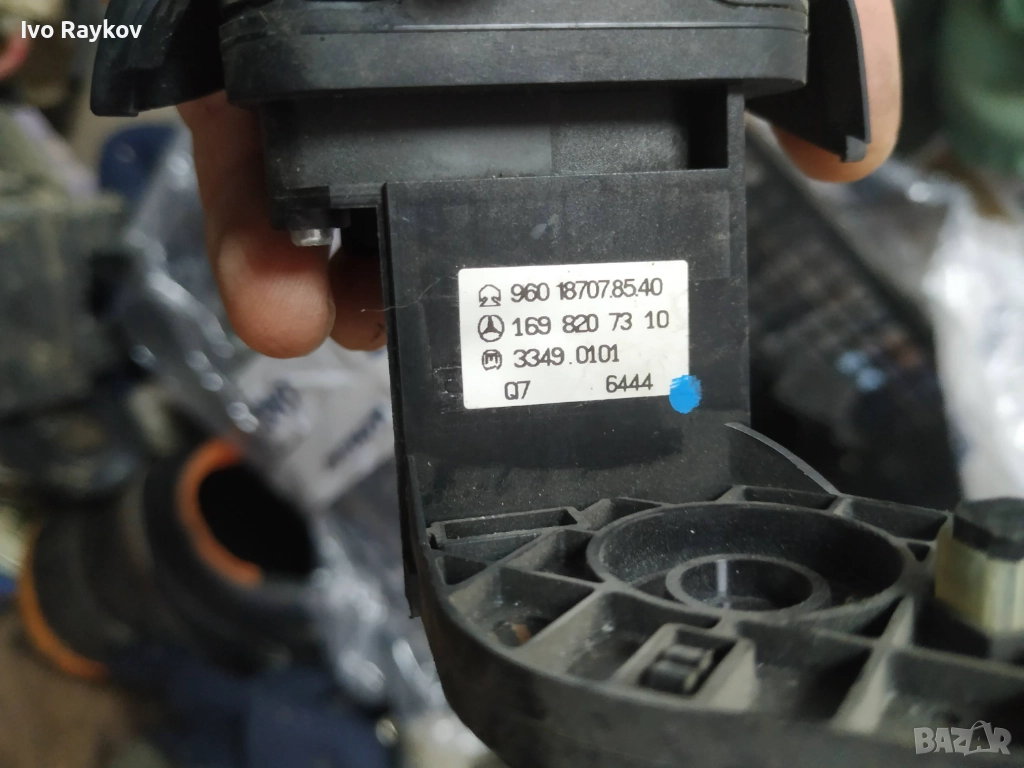 Ivo Raykov
960 18707.85.40
169 820 73 10
3349.0101
Q7 6444
BAZAR